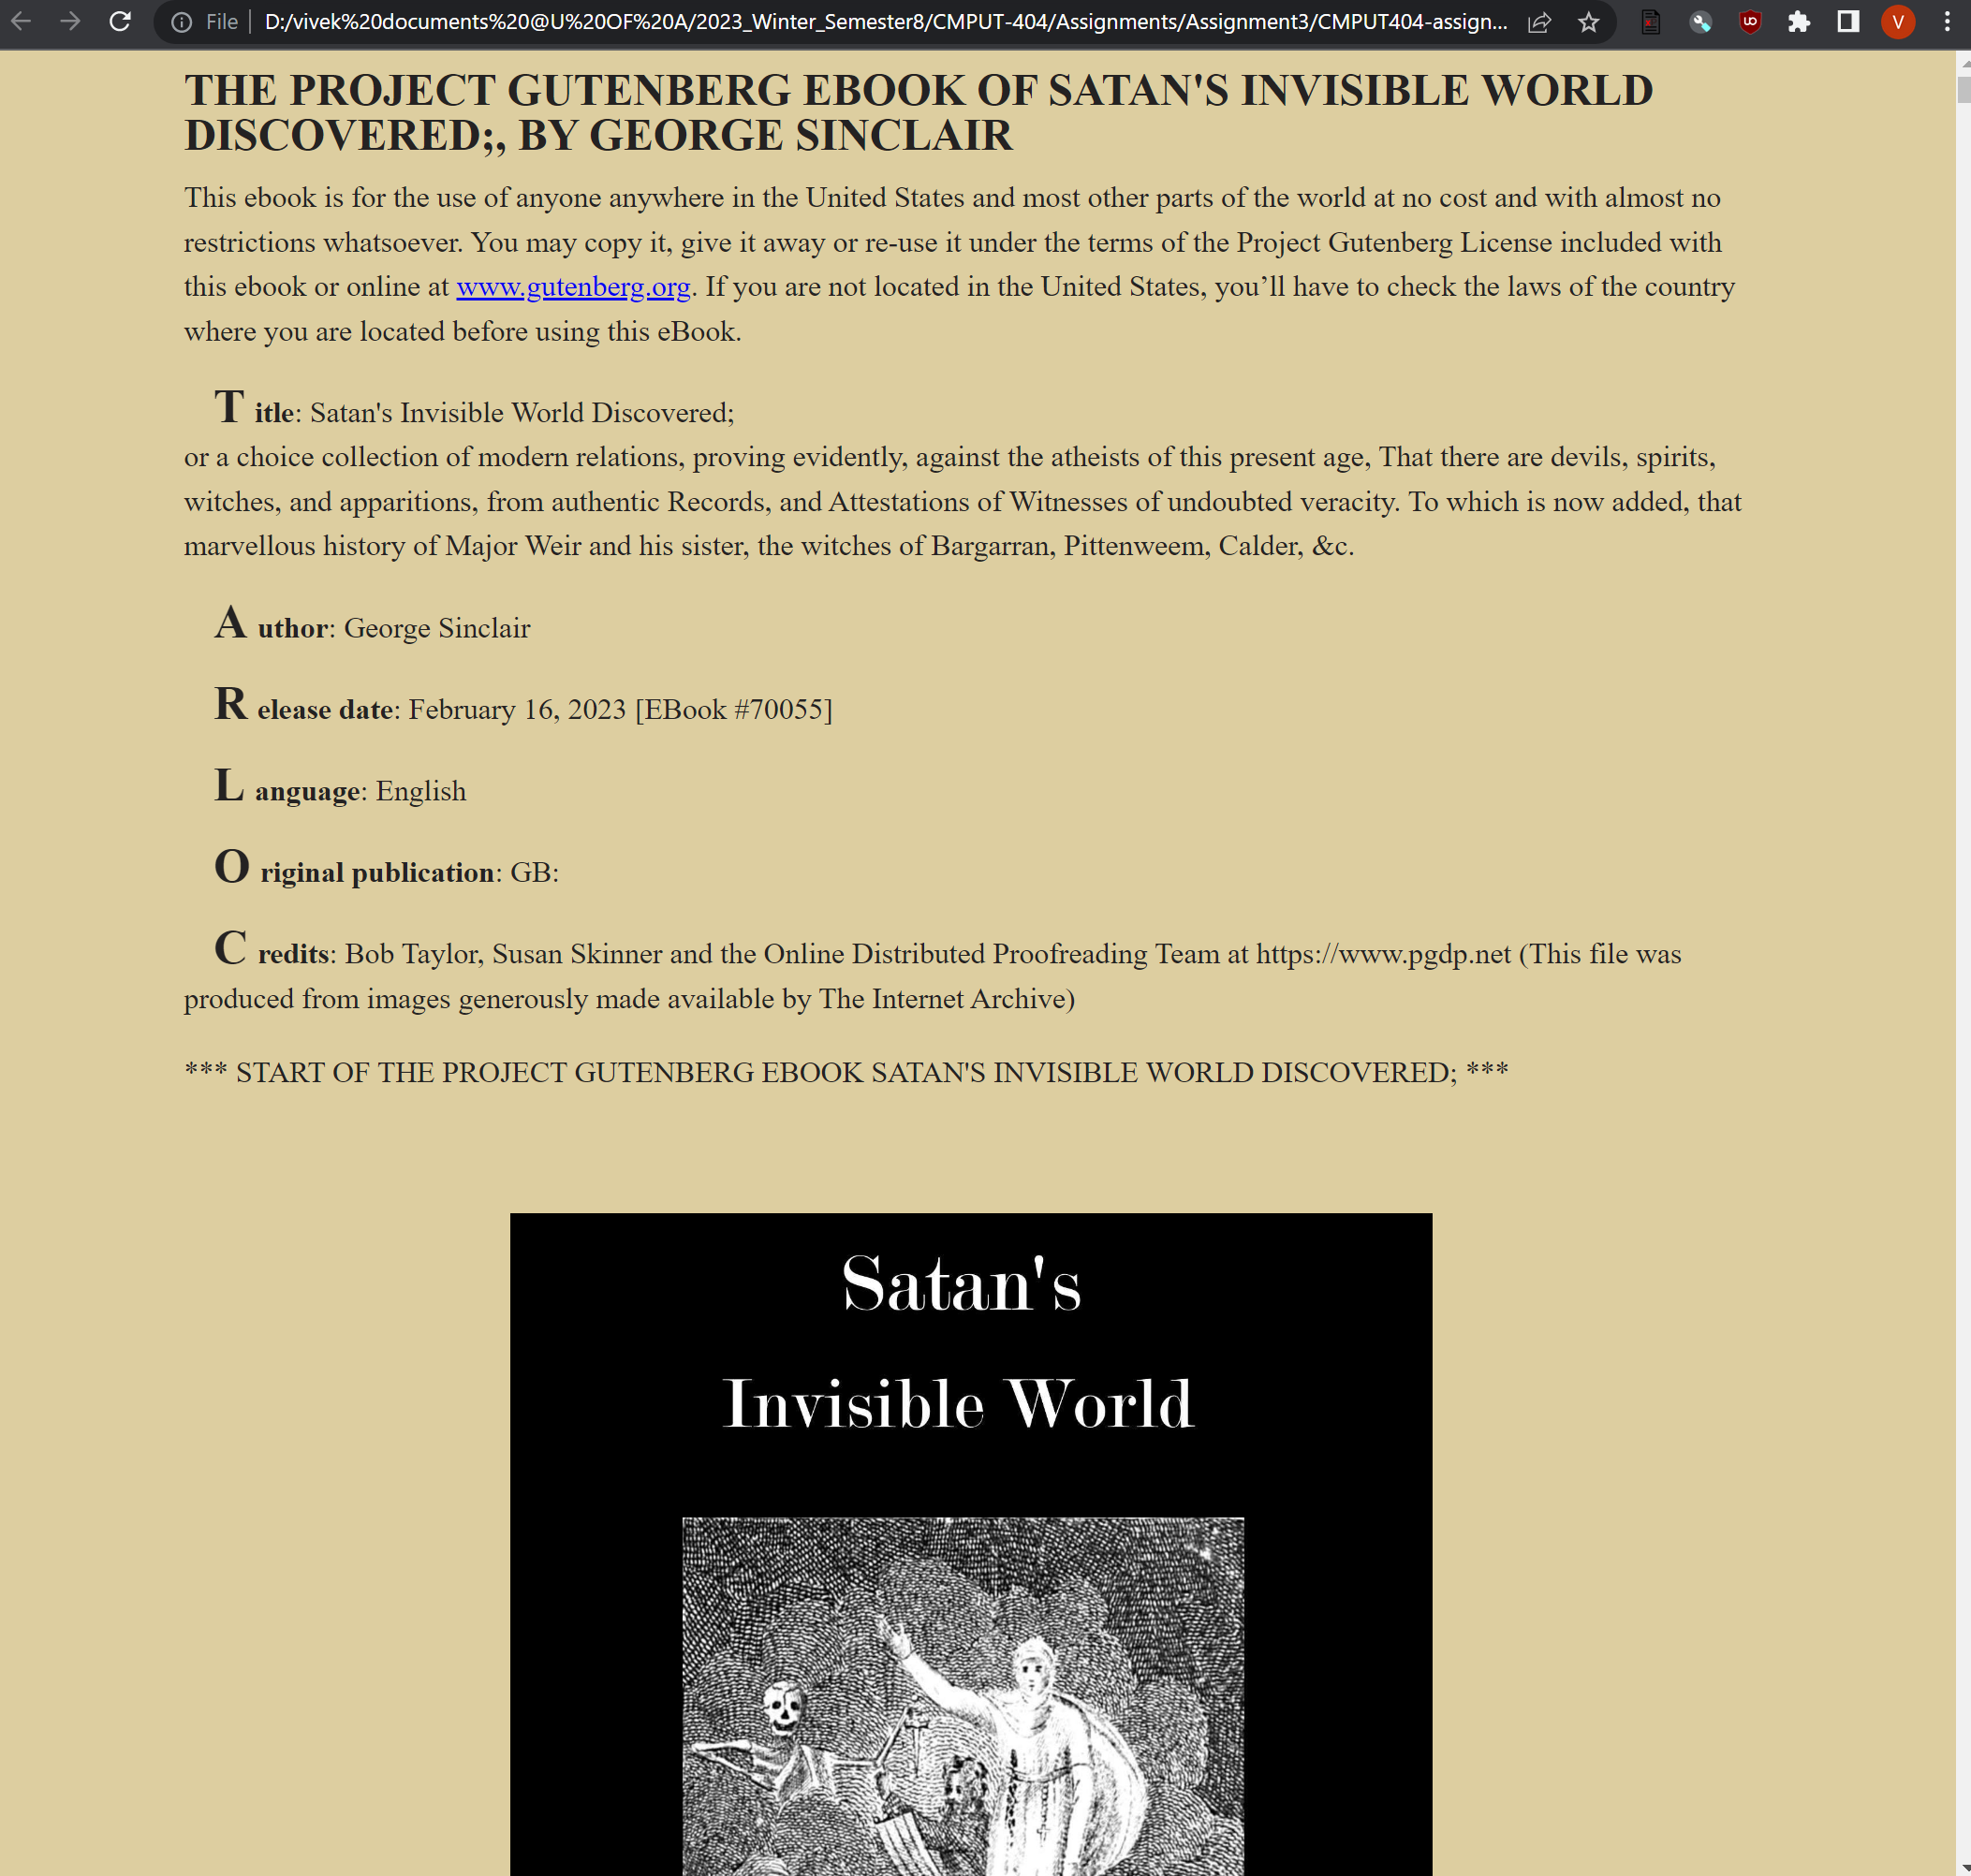 File | D:/vivek%20documents%20@U%20OF%20A/2023_Winter_Semester8/CMPUT-404/Assignments/Assignment3/CMPUT404-assign...
V
THE PROJECT GUTENBERG EBOOK OF SATAN'S INVISIBLE WORLD
DISCOVERED;, BY GEORGE SINCLAIR
This ebook is for the use of anyone anywhere in the United States and most other parts of the world at no cost and with almost no
restrictions whatsoever. You may copy it, give it away or re-use it under the terms of the Project Gutenberg License included with
this ebook or online at www.gutenberg.org. If you are not located in the United States, you’ll have to check the laws of the country
where you are located before using this eBook.
T itle: Satan's Invisible World Discovered;
or a choice collection of modern relations, proving evidently, against the atheists of this present age, That there are devils, spirits,
witches, and apparitions, from authentic Records, and Attestations of Witnesses of undoubted veracity. To which is now added, that
marvellous history of Major Weir and his sister, the witches of Bargarran, Pittenweem, Calder, &c.
A uthor: George Sinclair
R elease date: February 16, 2023 [EBook #70055]
L anguage: English
O riginal publication: GB:
C redits: Bob Taylor, Susan Skinner and the Online Distributed Proofreading Team at https://www.pgdp.net (This file was
produced from images generously made available by The Internet Archive)
*** START OF THE PROJECT GUTENBERG EBOOK SATAN'S INVISIBLE WORLD DISCOVERED; ***
Satan's
Invisible World